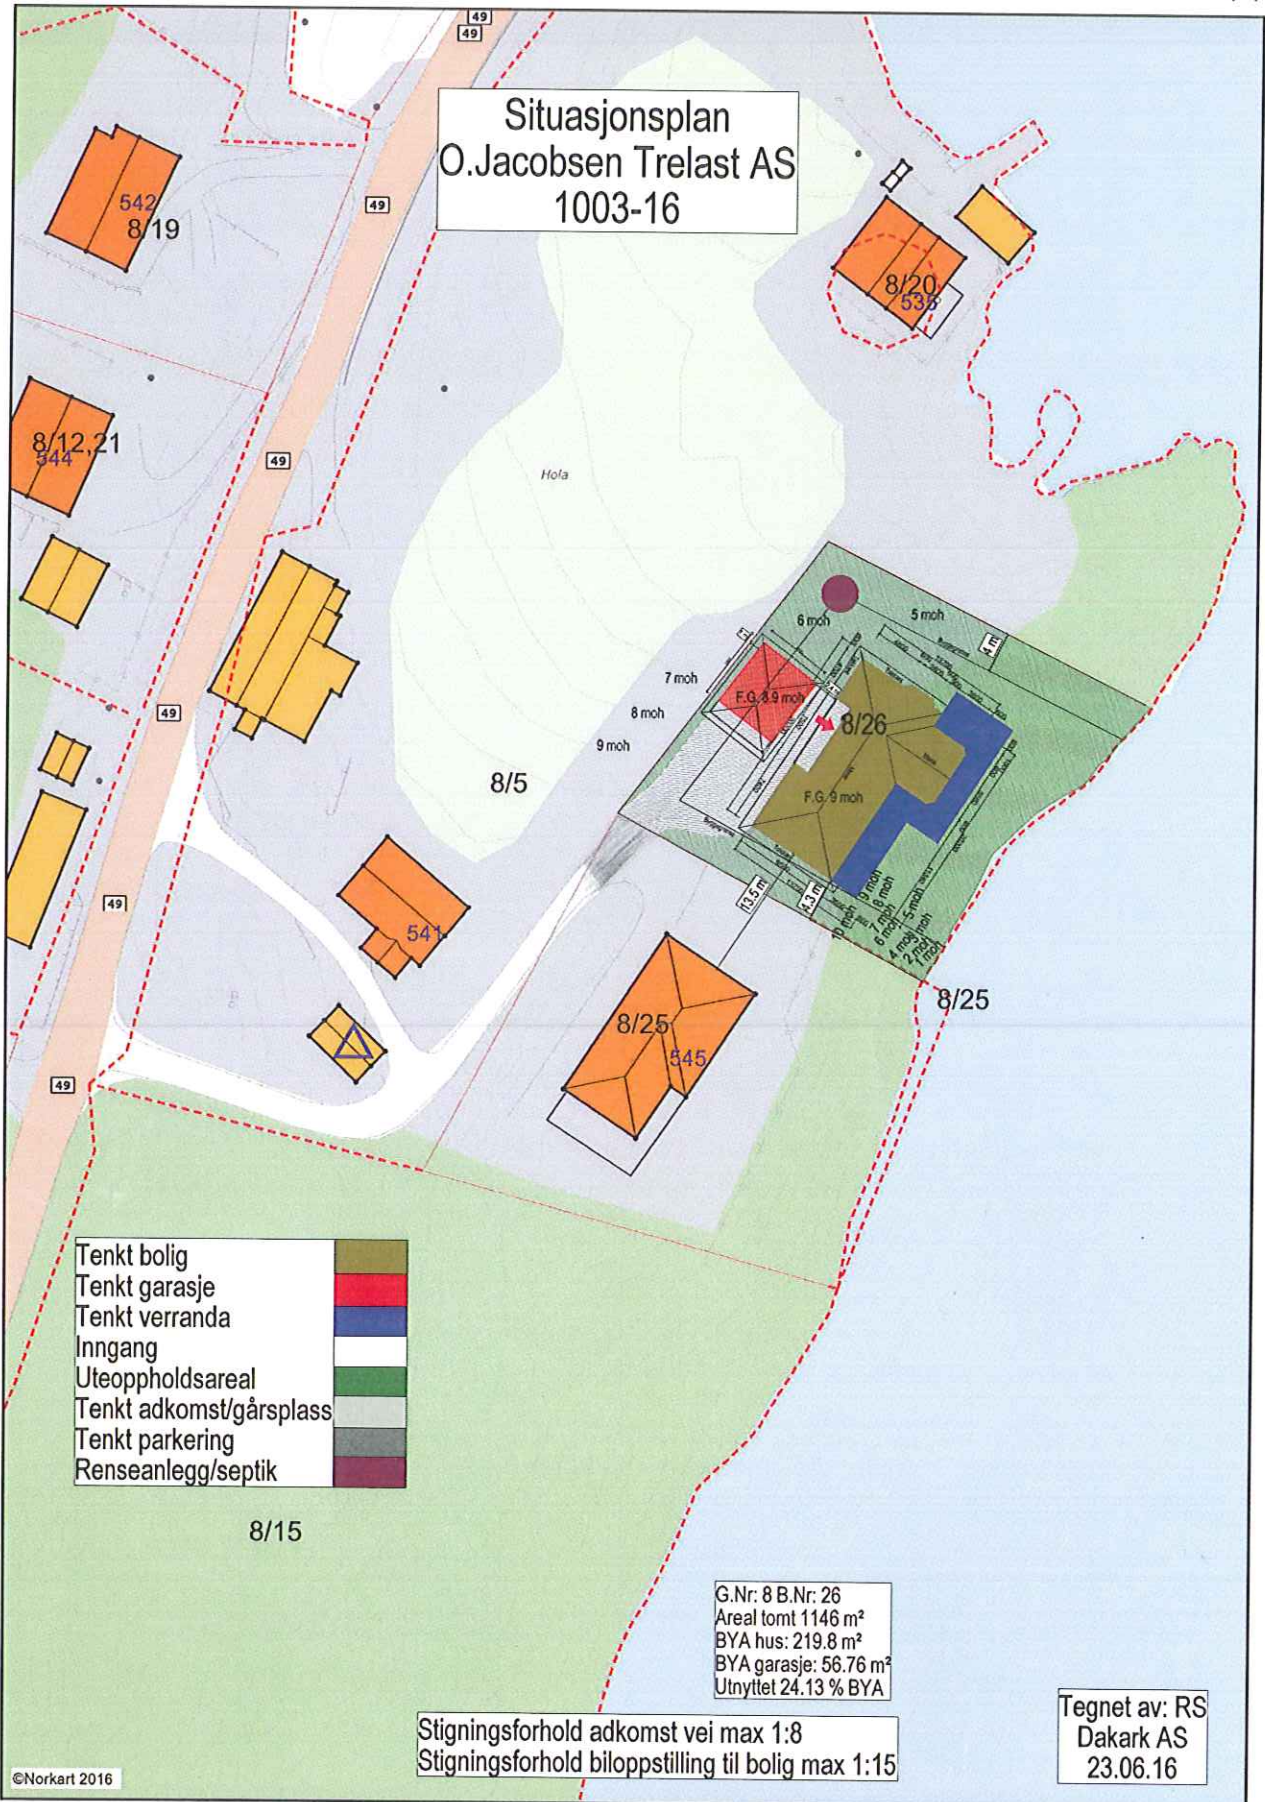 49
49
Situasjonsplan
O.Jacobsen Trelast AS
1003-16
542
8/19
49
8/20
535
8/12,21
544
49
Hola
6 moh
5 moh
4 m
7 moh
F.G. 8.9 moh
8 moh
8/26
49
9 moh
8/5
F.G. 9 moh
13.5 m
4.3 m
10 moh
9 moh
8 moh
7 moh
6 moh
5 moh
4 moh
3 moh
2 moh
1 moh
49
541
8/25
8/25
545
49
Tenkt bolig
Tenkt garasje
Tenkt verranda
Inngang
Uteoppholdsareal
Tenkt adkomst/gårsplass
Tenkt parkering
Renseanlegg/septik
8/15
G.Nr: 8 B.Nr: 26
Areal tomt 1146 m²
BYA hus: 219.8 m²
BYA garasje: 56.76 m²
Utnyttet 24.13 % BYA
Stigningsforhold adkomst vei max 1:8
Stigningsforhold biloppstilling til bolig max 1:15
Tegnet av: RS
Dakark AS
23.06.16
©Norkart 2016